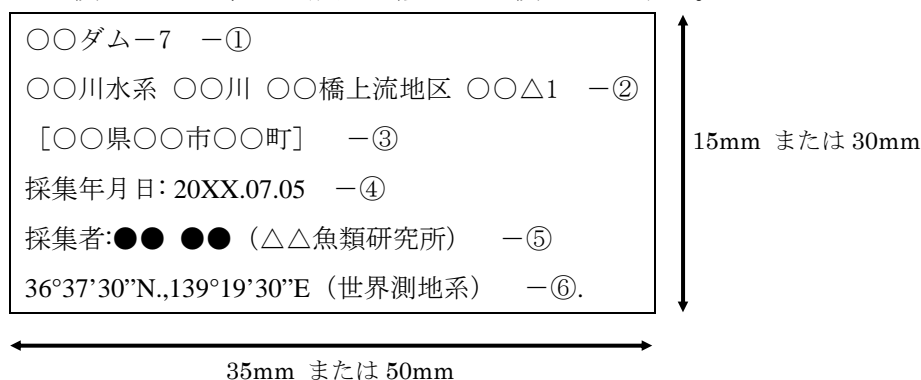 ○○ダム－7　－①
○○川水系 ○○川 ○○橋上流地区 ○○△1　－②
［○○県○○市○○町］　－③
採集年月日: 20XX.07.05　－④
採集者:●● ●●（△△魚類研究所）　－⑤
36°37’30”N.,139°19’30”E（世界測地系）　－⑥.
15mm または 30mm
35mm または 50mm